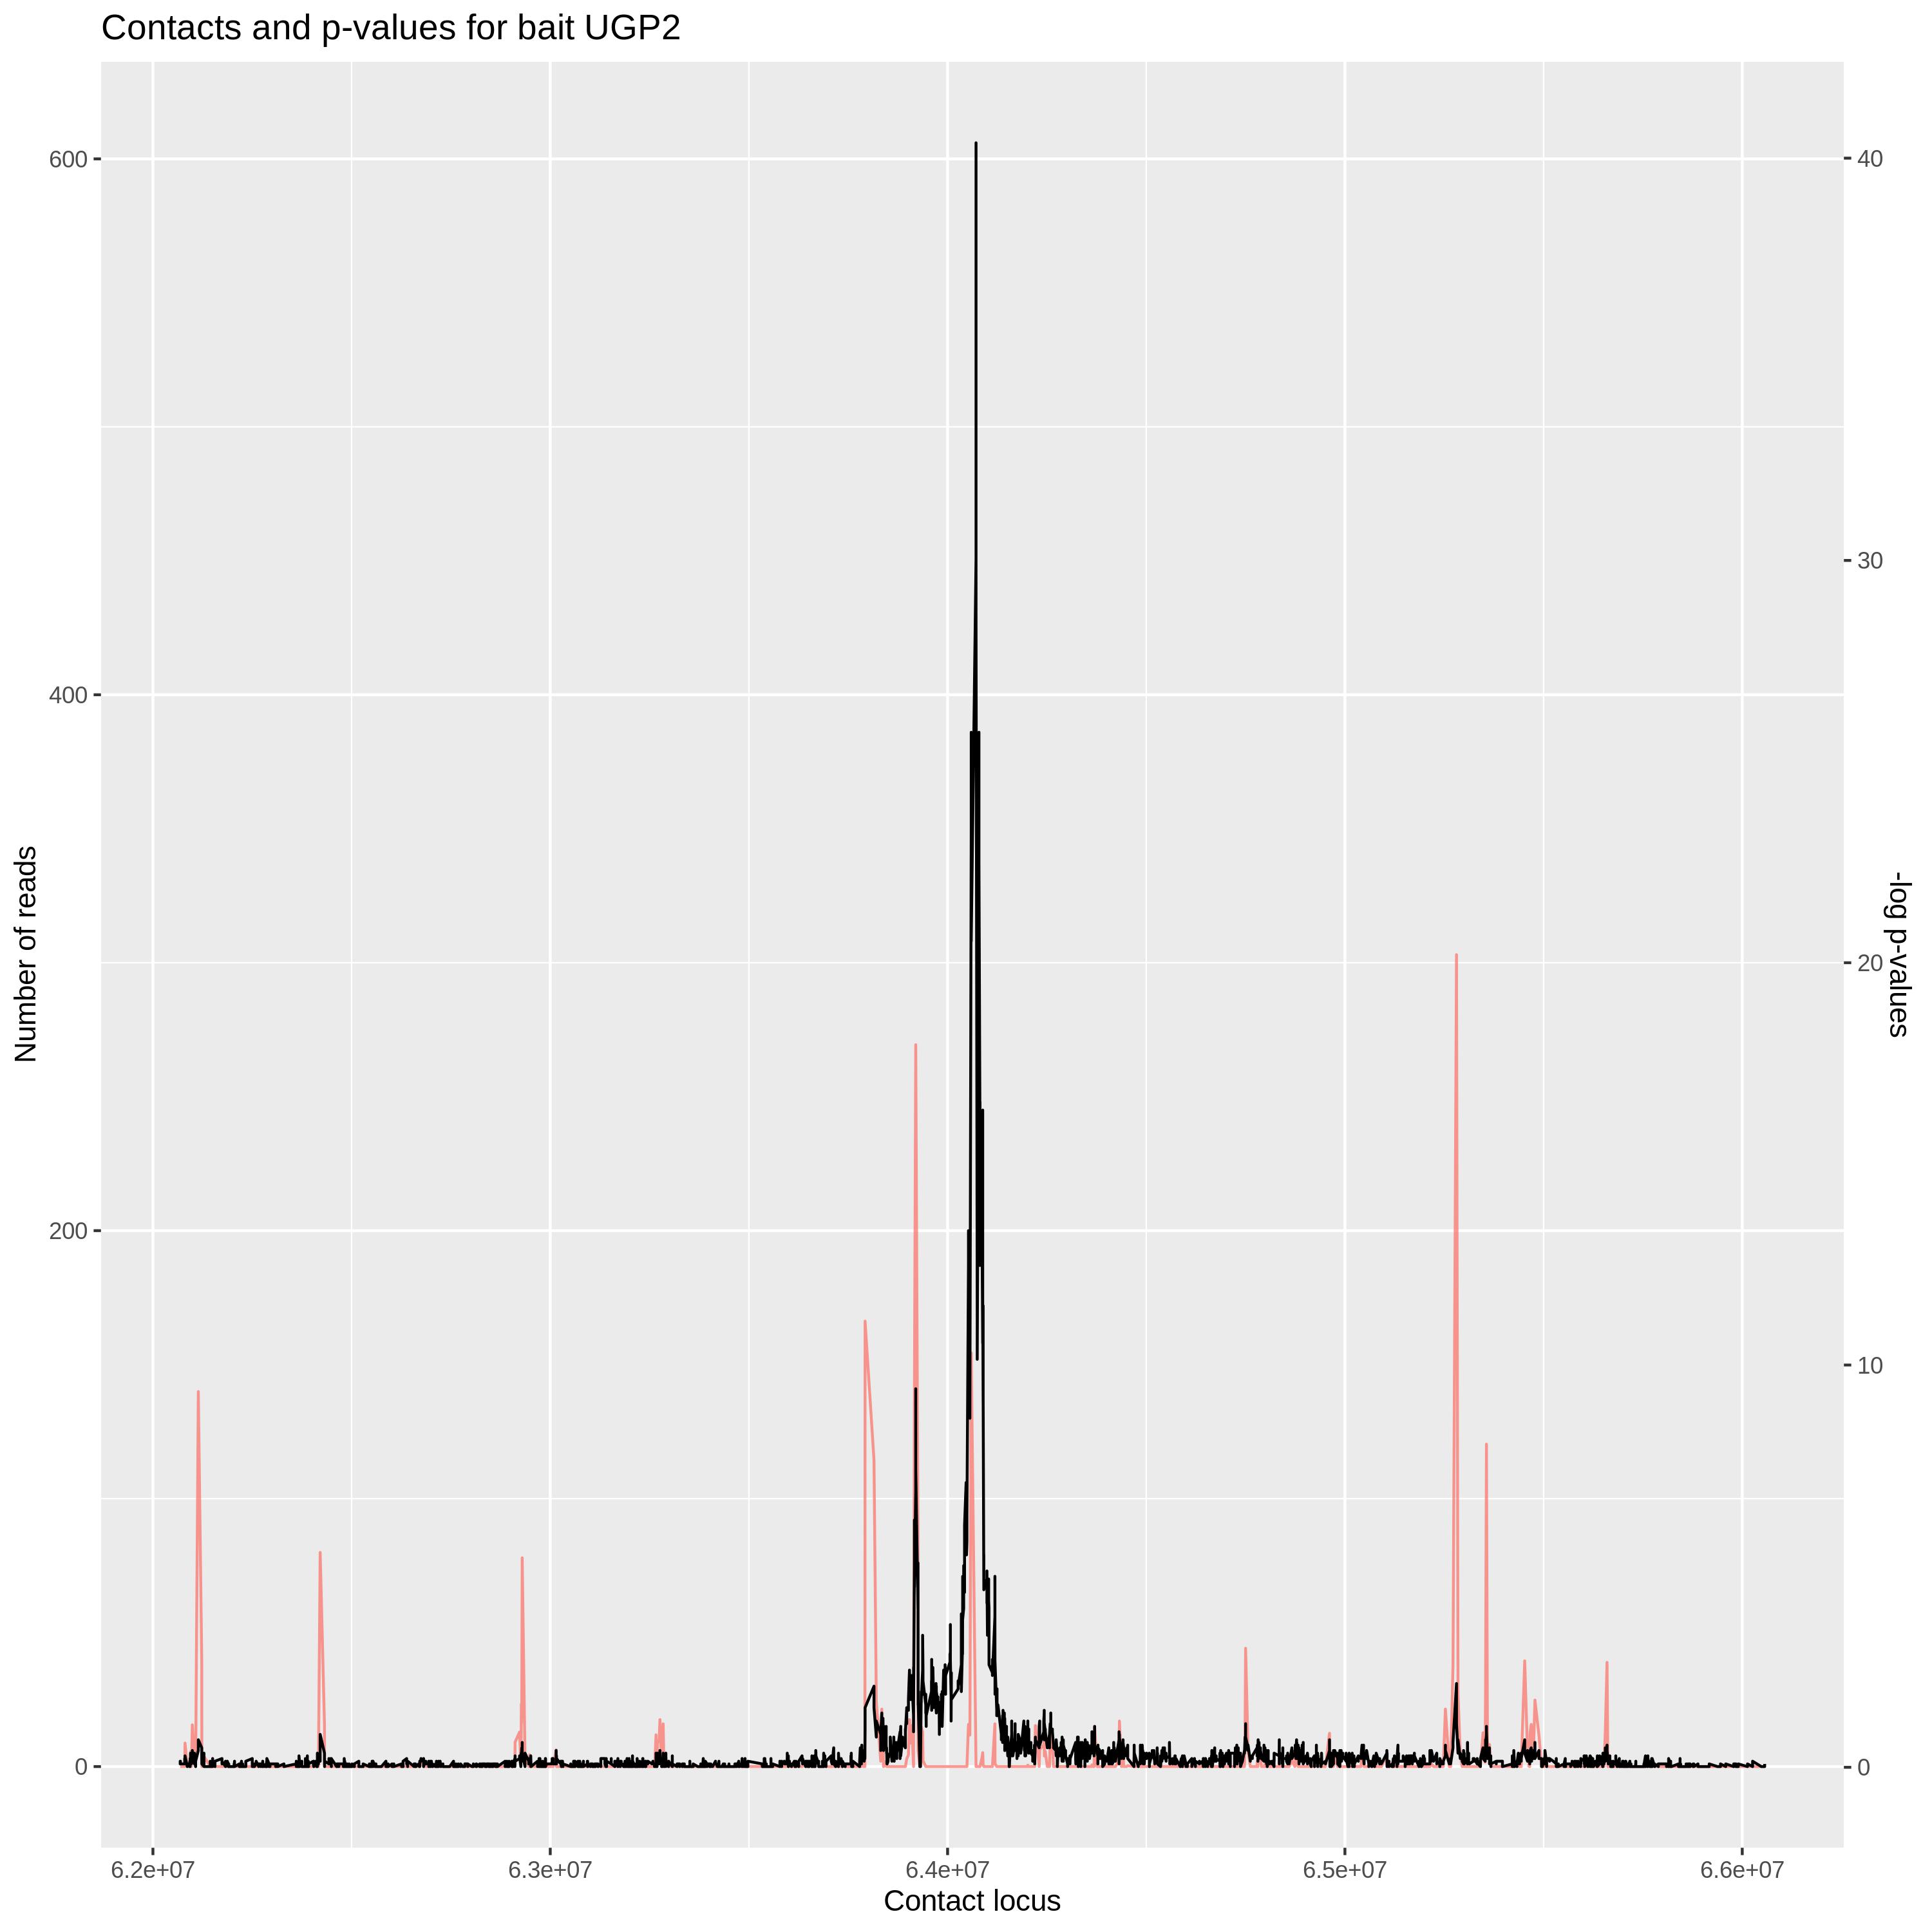 Contacts and p-values for bait UGP2
600
400
200
0
Number of reads
40
30
20
10
0
-log p-values
6.2e+07
6.3e+07
6.4e+07
6.5e+07
6.6e+07
Contact locus